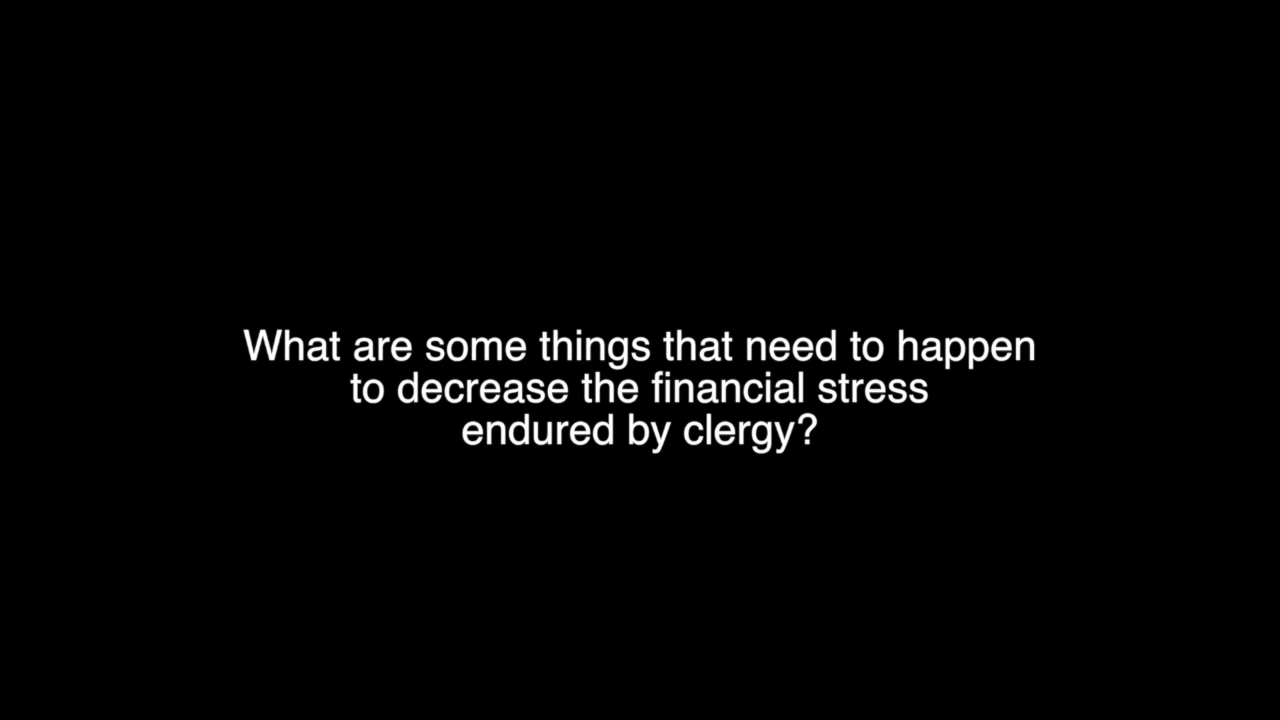 What are some things that need to happen
to decrease the financial stress
endured by clergy?